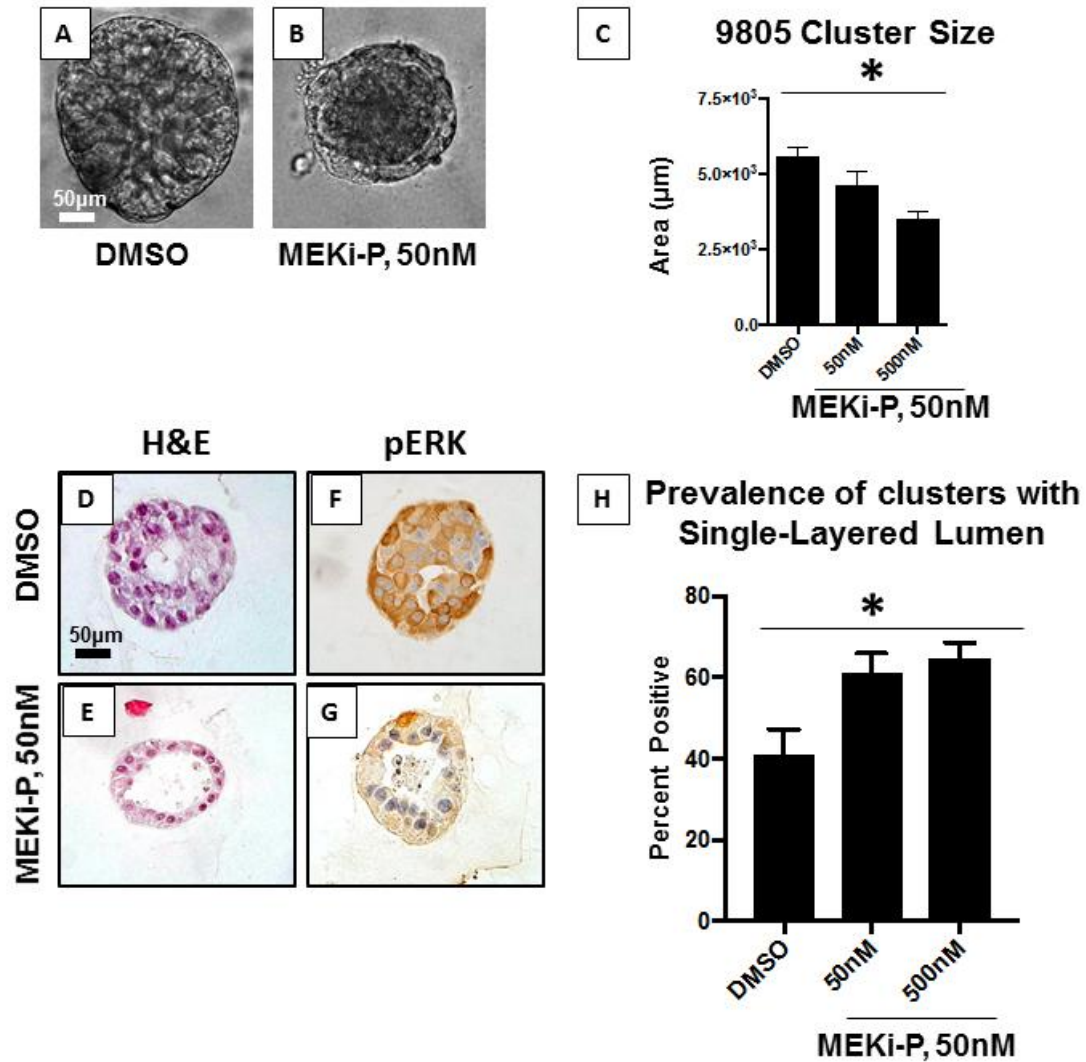 A
B
50µm
DMSO
MEKi-P, 50nM
C
9805 Cluster Size
*
7.5×10³
5.0×10³
2.5×10³
0.0
Area (µm)
DMSO
50nM
500nM
MEKi-P, 50nM
H&E
pERK
DMSO
MEKi-P, 50nM
D
50µm
F
E
G
H
Prevalence of clusters with
Single-Layered Lumen
*
80
60
40
20
0
Percent Positive
DMSO
50nM
500nM
MEKi-P, 50nM